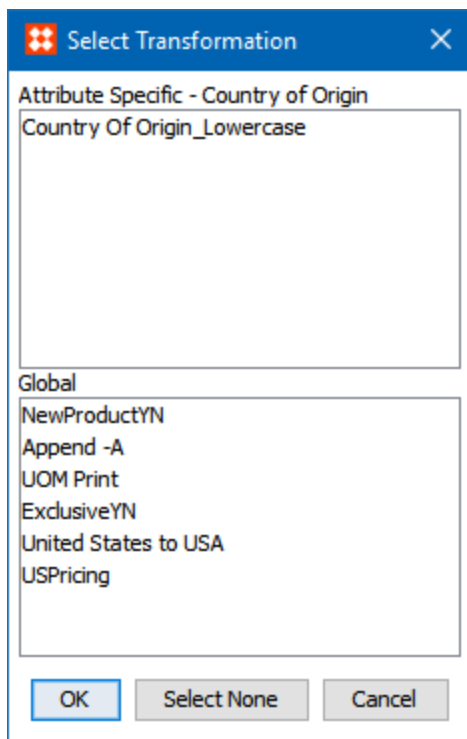 Select Transformation
Attribute Specific - Country of Origin
Country Of Origin_Lowercase
Global
NewProductYN
Append -A
UOM Print
ExclusiveYN
United States to USA
USPricing
OK Select None Cancel